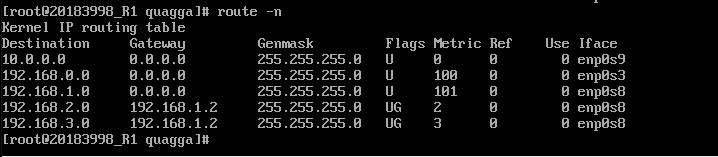 [root@20183998_R1 quagga]# route -n
Kernel IP routing table
Destination     Gateway         Genmask         Flags Metric Ref    Use Iface
10.0.0.0        0.0.0.0         255.255.255.0   U     0      0        0 enp0s9
192.168.0.0     0.0.0.0         255.255.255.0   U     100    0        0 enp0s3
192.168.1.0     0.0.0.0         255.255.255.0   U     101    0        0 enp0s8
192.168.2.0     192.168.1.2     255.255.255.0   UG    2      0        0 enp0s8
192.168.3.0     192.168.1.2     255.255.255.0   UG    3      0        0 enp0s8
[root@20183998_R1 quagga]#